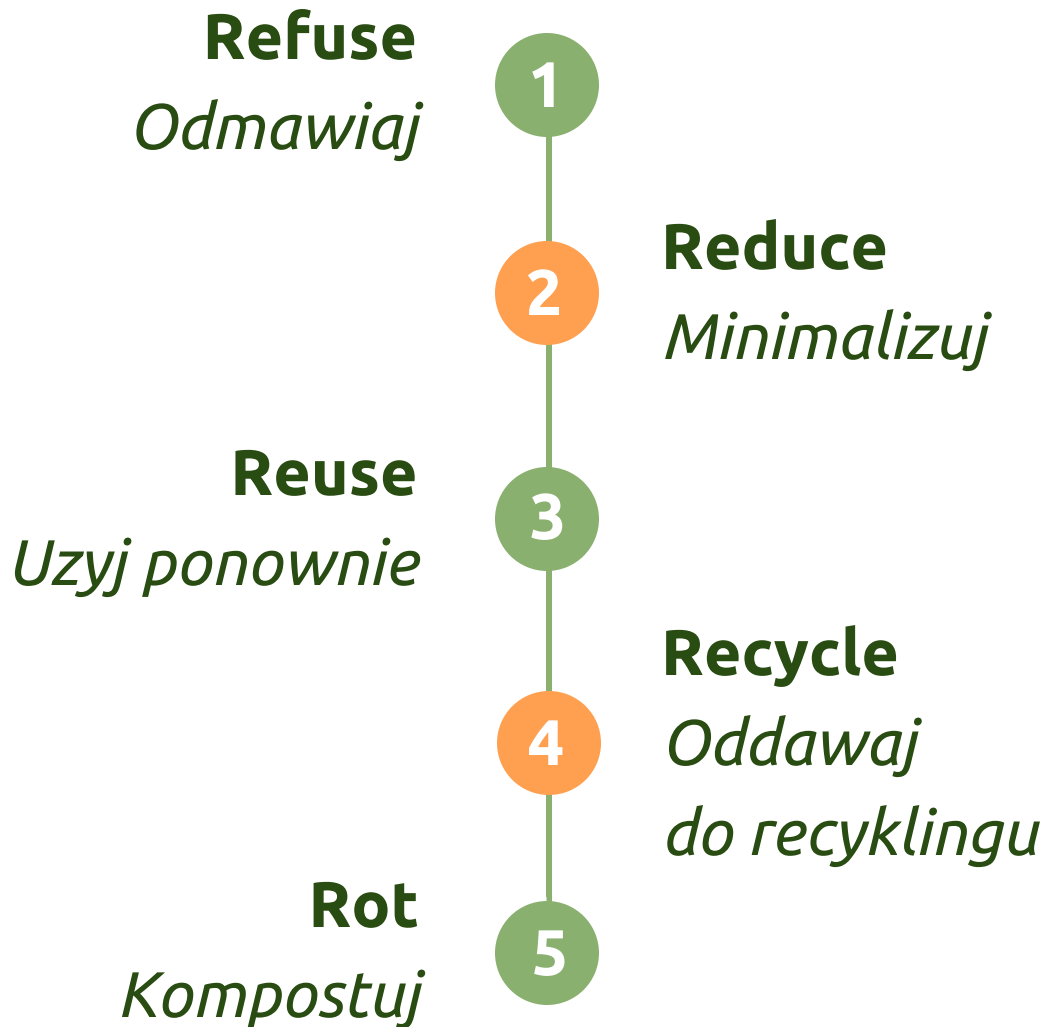 Refuse
Odmawiaj
1
2
Reduce
Minimalizuj
Reuse
Uzyj ponownie
3
4
Recycle
Oddawaj
do recyklingu
Rot
Kompostuj
5